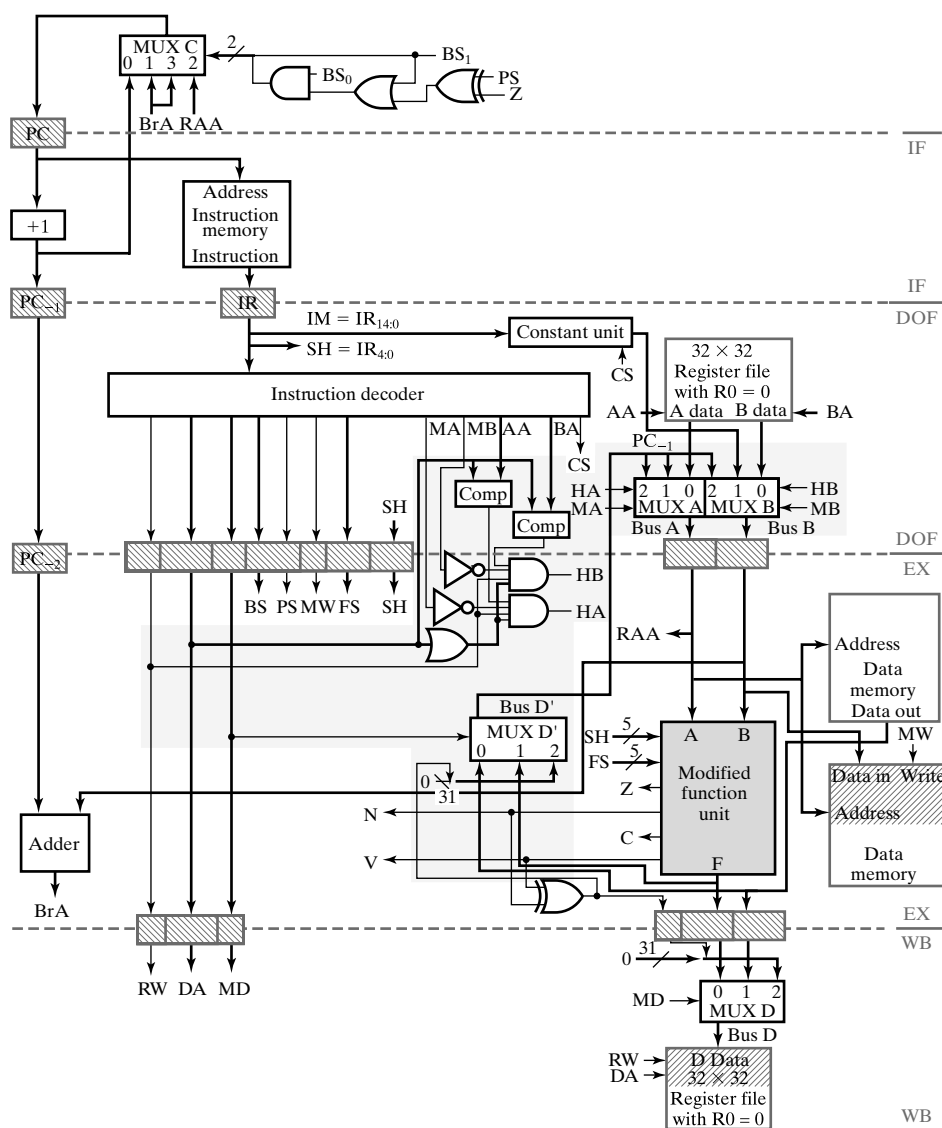 MUX C
0 1 3 2
2
BS1
BS0
PS
Z
BrA RAA
PC
IF
IF
Address
Instruction
memory
Instruction
+1
PC–1
IR
DOF
IM = IR14:0
SH = IR4:0
Constant unit
CS
32 × 32
Register file
with R0 = 0
A data B data
AA
BA
Instruction decoder
MA MB AA BA
CS
PC–1
Comp
Comp
HA
MA
2 1 0 2 1 0
MUX A MUX B
HB
MB
Bus A
Bus B
SH
PC–2
DOF
EX
BS PS MW FS SH
HB
HA
RAA
Address
Data
memory
Data out
Bus D'
MUX D'
0 1 2
SH 5
FS 5
A B
Modified
function
unit
F
MW
Data in Write
Address
Data
memory
0
31
Z
N
C
V
Adder
BrA
EX
WB
RW DA MD
0 31
0 1 2
MUX D
MD
Bus D
RW
DA
D Data
32 × 32
Register file
with R0 = 0
WB